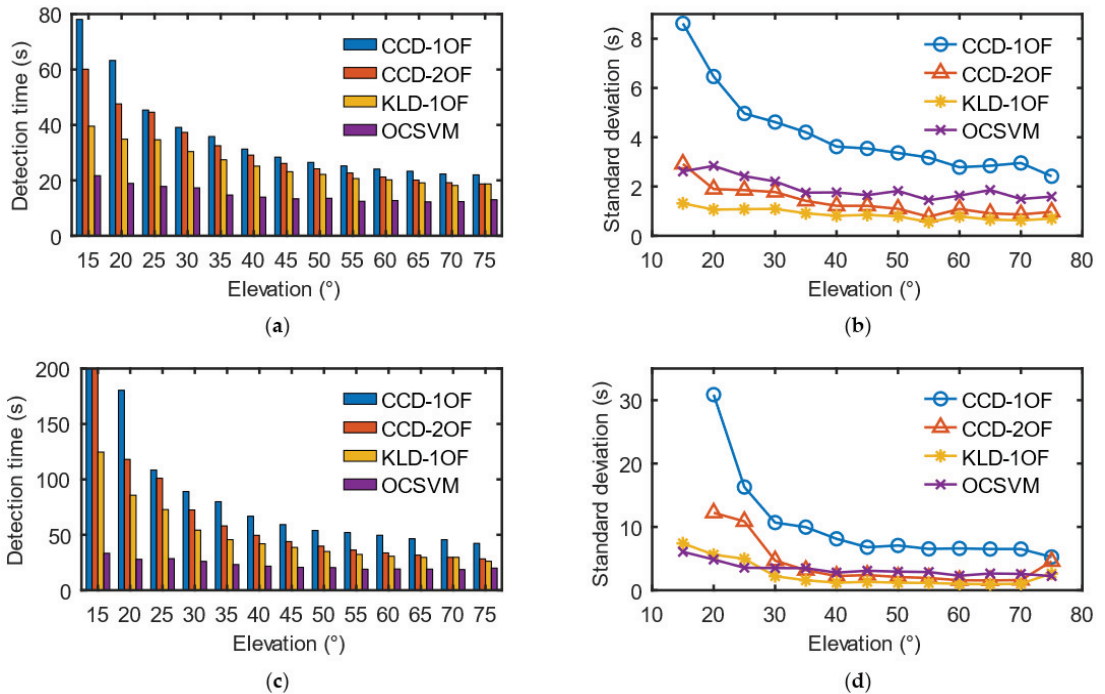 80
60
40
20
0
Detection time (s)
CCD-1OF
CCD-2OF
KLD-1OF
OCSVM
15 20 25 30 35 40 45 50 55 60 65 70 75
Elevation (°)
(a)
8
6
4
2
0
Standard deviation (s)
CCD-1OF
CCD-2OF
KLD-1OF
OCSVM
10 20 30 40 50 60 70 80
Elevation (°)
(b)
200
150
100
50
0
Detection time (s)
CCD-1OF
CCD-2OF
KLD-1OF
OCSVM
15 20 25 30 35 40 45 50 55 60 65 70 75
Elevation (°)
(c)
30
20
10
0
Standard deviation (s)
CCD-1OF
CCD-2OF
KLD-1OF
OCSVM
10 20 30 40 50 60 70 80
Elevation (°)
(d)